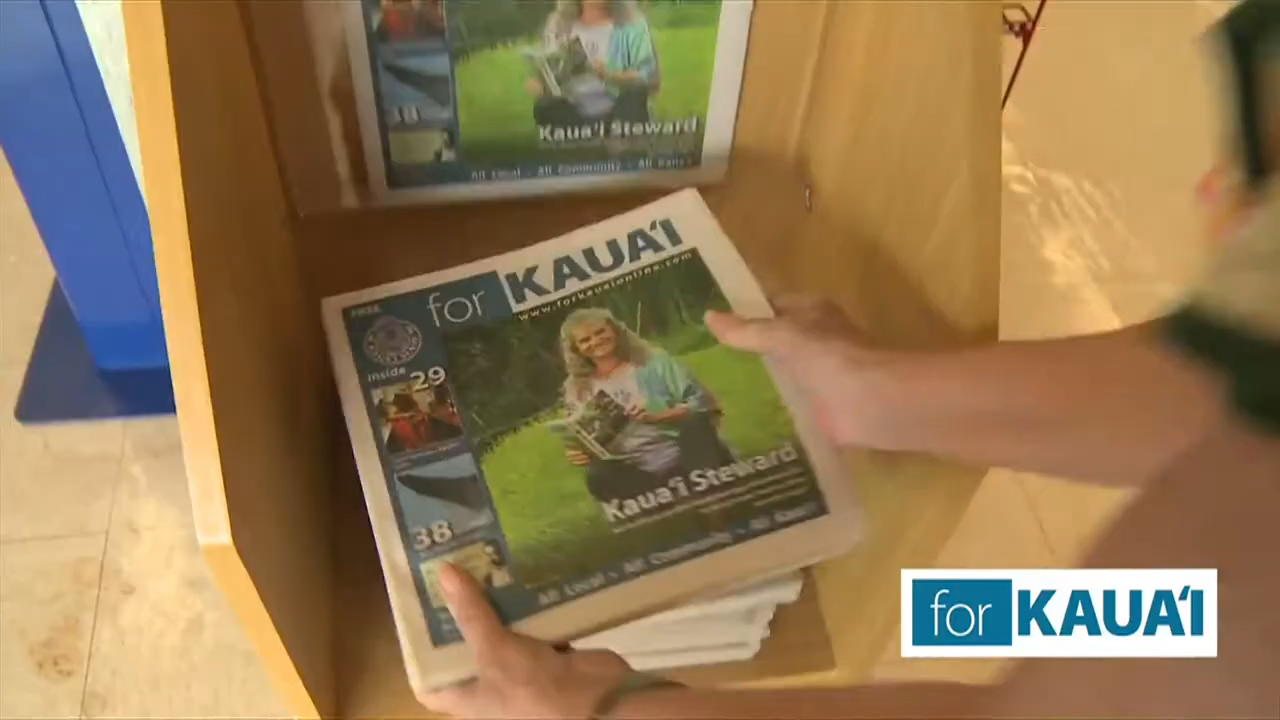 38
Kaua'i Steward
All Local - All Community - All Kaua'i
FREE
for KAUA'I
www.forkauaionline.com
inside 29
38
Kaua'i Steward
All Local - All Community - All Kaua'i
for KAUA'I